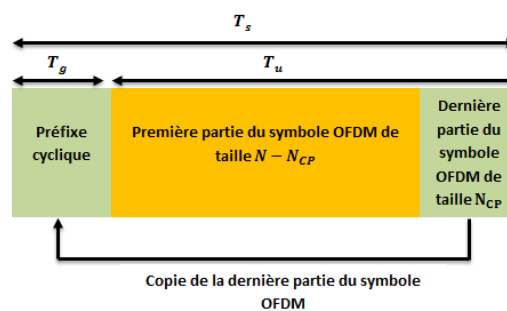 T_s
T_g
T_u
Préfixe
cyclique
Première partie du symbole OFDM de
taille N − N_CP
Dernière
partie du
symbole
OFDM de
taille N_CP
Copie de la dernière partie du symbole
OFDM